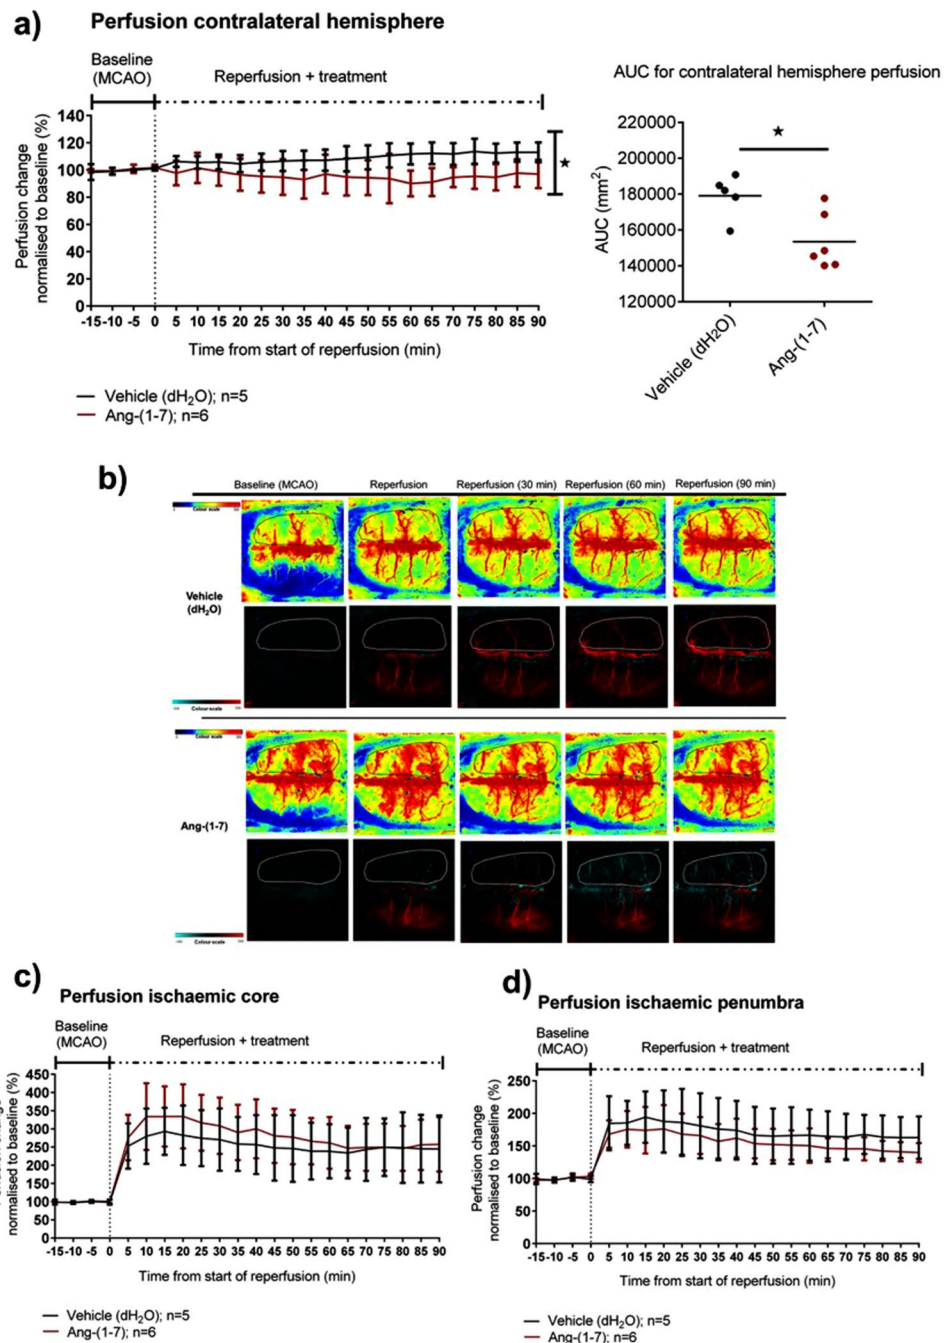 a)
Perfusion contralateral hemisphere
Baseline
(MCAO)
Reperfusion + treatment
Perfusion change
normalised to baseline (%)
140
120
100
80
60
40
20
0
-15 -10 -5 0 5 10 15 20 25 30 35 40 45 50 55 60 65 70 75 80 85 90
Time from start of reperfusion (min)
★
Vehicle (dH2O); n=5
Ang-(1-7); n=6
AUC for contralateral hemisphere perfusion
AUC (mm²)
220000
200000
180000
160000
140000
120000
★
Vehicle (dH2O)
Ang-(1-7)
b)
Baseline (MCAO) Reperfusion Reperfusion (30 min) Reperfusion (60 min) Reperfusion (90 min)
Colour scale
Vehicle
(dH2O)
Colour scale
Colour scale
Ang-(1-7)
Colour scale
c)
Perfusion ischaemic core
Baseline
(MCAO)
Reperfusion + treatment
normalised to baseline (%)
450
400
350
300
250
200
150
100
50
0
-15 -10 -5 0 5 10 15 20 25 30 35 40 45 50 55 60 65 70 75 80 85 90
Time from start of reperfusion (min)
Vehicle (dH2O); n=5
Ang-(1-7); n=6
d)
Perfusion ischaemic penumbra
Baseline
(MCAO)
Reperfusion + treatment
Perfusion change
normalised to baseline (%)
250
200
150
100
50
0
-15 -10 -5 0 5 10 15 20 25 30 35 40 45 50 55 60 65 70 75 80 85 90
Time from start of reperfusion (min)
Vehicle (dH2O); n=5
Ang-(1-7); n=6